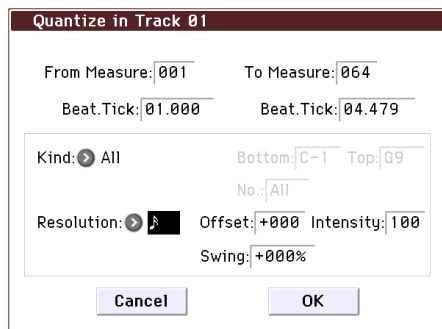 Quantize in Track 01
From Measure: 001 To Measure: 064
Beat.Tick: 01.000 Beat.Tick: 04.479
Kind: All Bottom: C-1 Top: G9
No.: All
Resolution: Offset: +000 Intensity: 100
Swing: +000%
Cancel OK